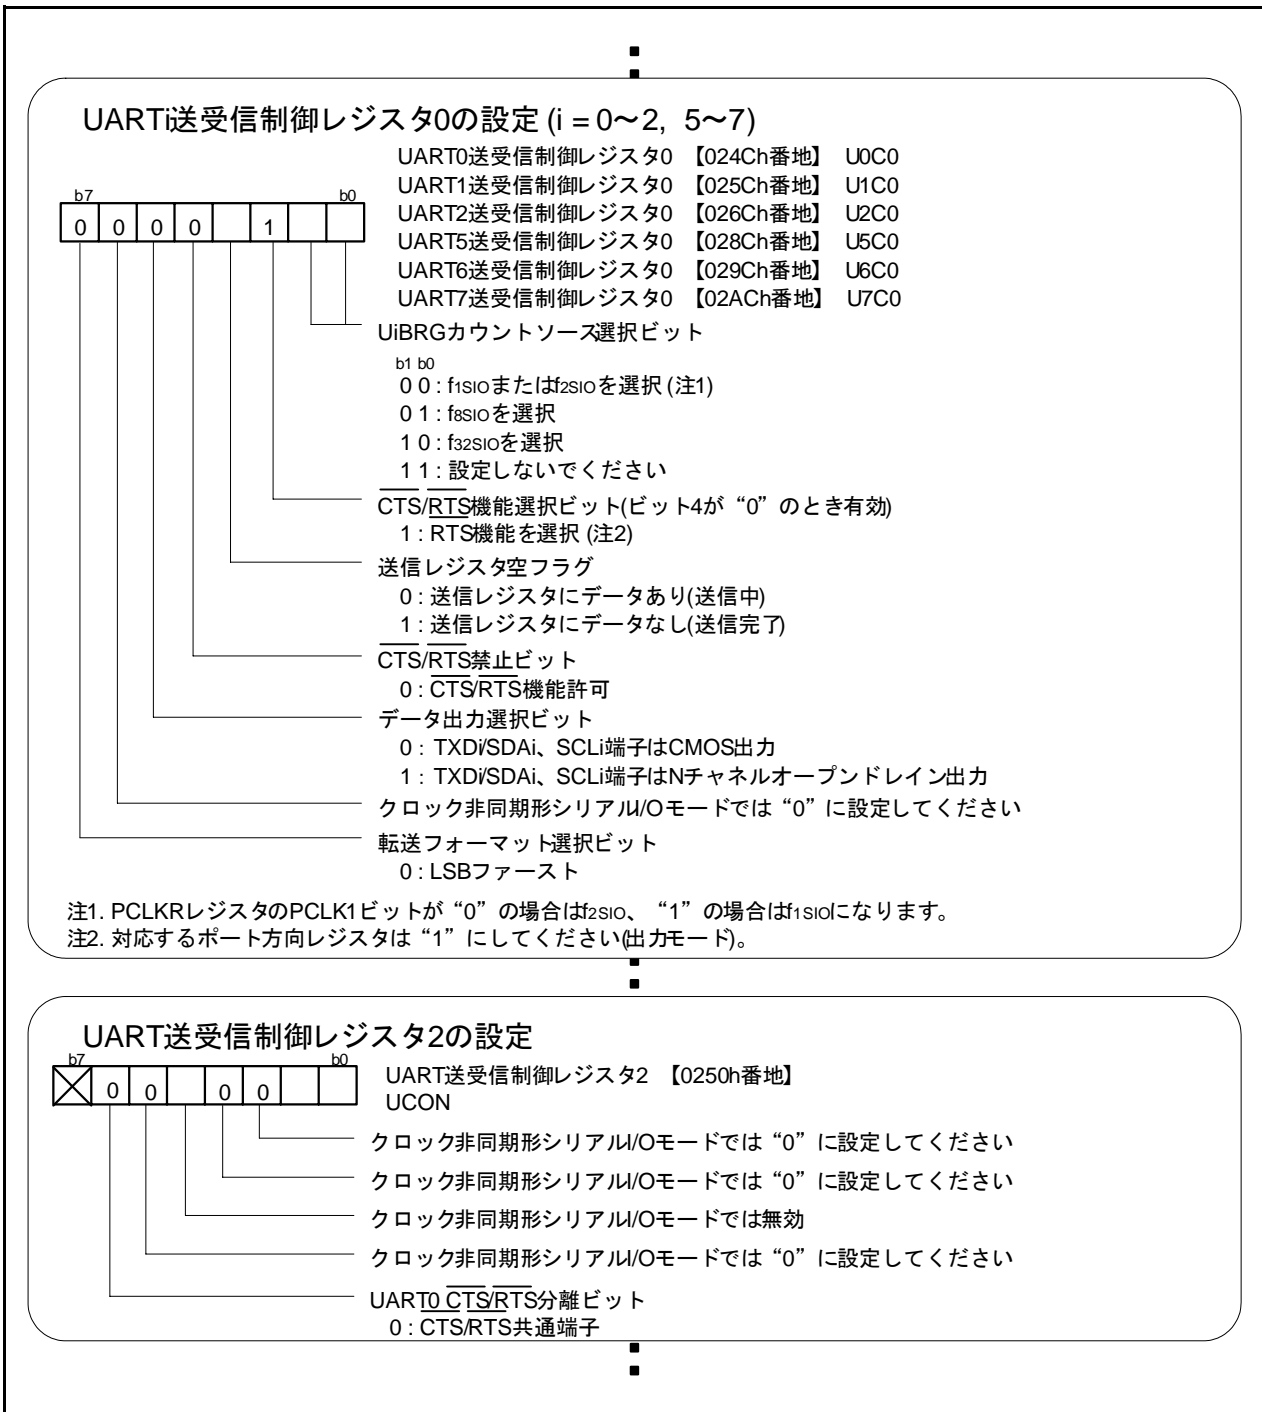 UARTi送受信制御レジスタ0の設定 (i = 0～2, 5～7)
UART0送受信制御レジスタ0 【024Ch番地】 U0C0
UART1送受信制御レジスタ0 【025Ch番地】 U1C0
UART2送受信制御レジスタ0 【026Ch番地】 U2C0
UART5送受信制御レジスタ0 【028Ch番地】 U5C0
UART6送受信制御レジスタ0 【029Ch番地】 U6C0
UART7送受信制御レジスタ0 【02ACh番地】 U7C0
b7 b0
0 0 0 0 1
UiBRGカウントソース選択ビット
b1 b0
0 0 : f1SIOまたはf2SIOを選択 (注1)
0 1 : f8SIOを選択
1 0 : f32SIOを選択
1 1 : 設定しないでください
CTS/RTS機能選択ビット(ビット4が“0”のとき有効)
1 : RTS機能を選択 (注2)
送信レジスタ空フラグ
0 : 送信レジスタにデータあり(送信中)
1 : 送信レジスタにデータなし(送信完了)
CTS/RTS禁止ビット
0 : CTS/RTS機能許可
データ出力選択ビット
0 : TXDi/SDAi、SCLi端子はCMOS出力
1 : TXDi/SDAi、SCLi端子はNチャネルオープンドレイン出力
クロック非同期形シリアルI/Oモードでは“0”に設定してください
転送フォーマット選択ビット
0 : LSBファースト
注1. PCLKRレジスタのPCLK1ビットが“0”の場合はf2SIO、“1”の場合はf1SIOになります。
注2. 対応するポート方向レジスタは“1”にしてください(出力モード)。
UART送受信制御レジスタ2の設定
b7 b0
0 0 0 0
UART送受信制御レジスタ2 【0250h番地】
UCON
クロック非同期形シリアルI/Oモードでは“0”に設定してください
クロック非同期形シリアルI/Oモードでは“0”に設定してください
クロック非同期形シリアルI/Oモードでは無効
クロック非同期形シリアルI/Oモードでは“0”に設定してください
UART0 CTS/RTS分離ビット
0 : CTS/RTS共通端子